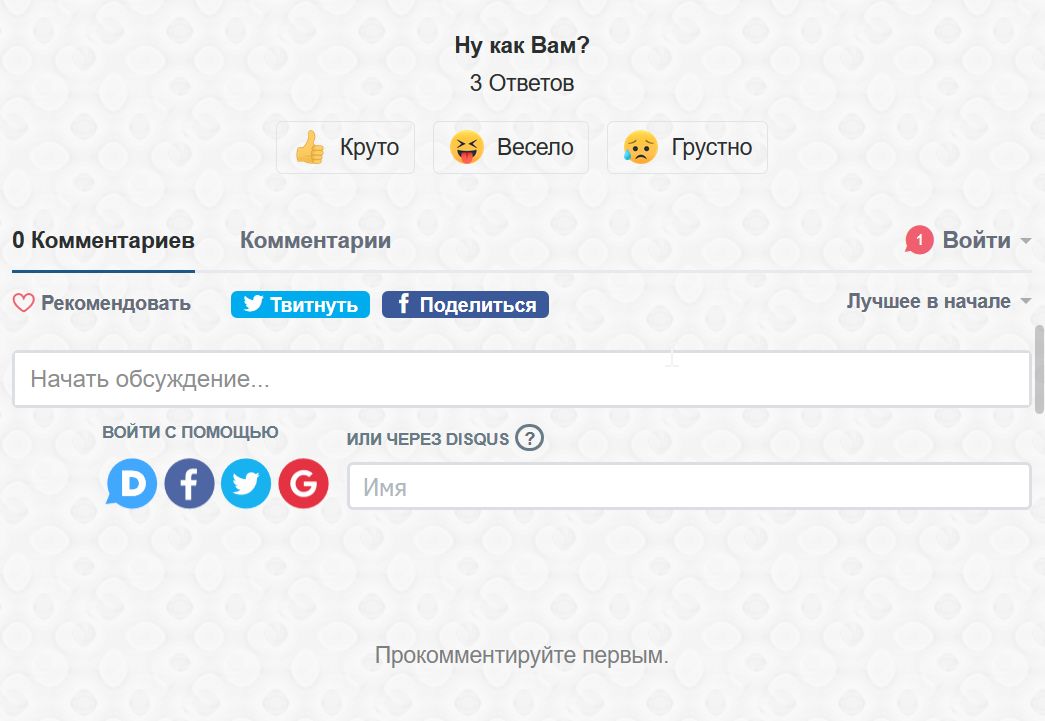 Ну как Вам?
3 Ответов
Круто Весело Грустно
0 Комментариев Комментарии 1 Войти
Рекомендовать Твитнуть f Поделиться Лучшее в начале
Начать обсуждение...
ВОЙТИ С ПОМОЩЬЮ ИЛИ ЧЕРЕЗ DISQUS ?
D f G Имя
Прокомментируйте первым.